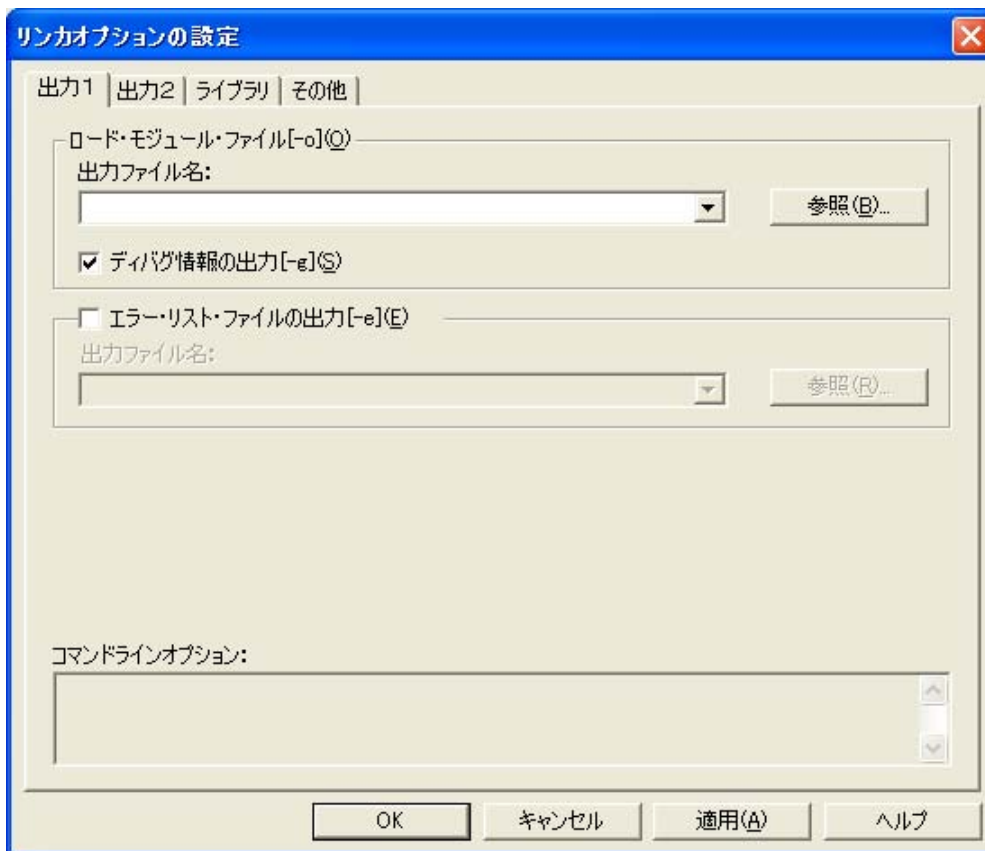 リンカオプションの設定
出力1 出力2 ライブラリ その他
ロード・モジュール・ファイル[-o](O)
出力ファイル名:
参照(B)...
ディバグ情報の出力[-g](S)
エラー・リスト・ファイルの出力[-e](E)
出力ファイル名:
参照(R)...
コマンドラインオプション:
OK キャンセル 適用(A) ヘルプ